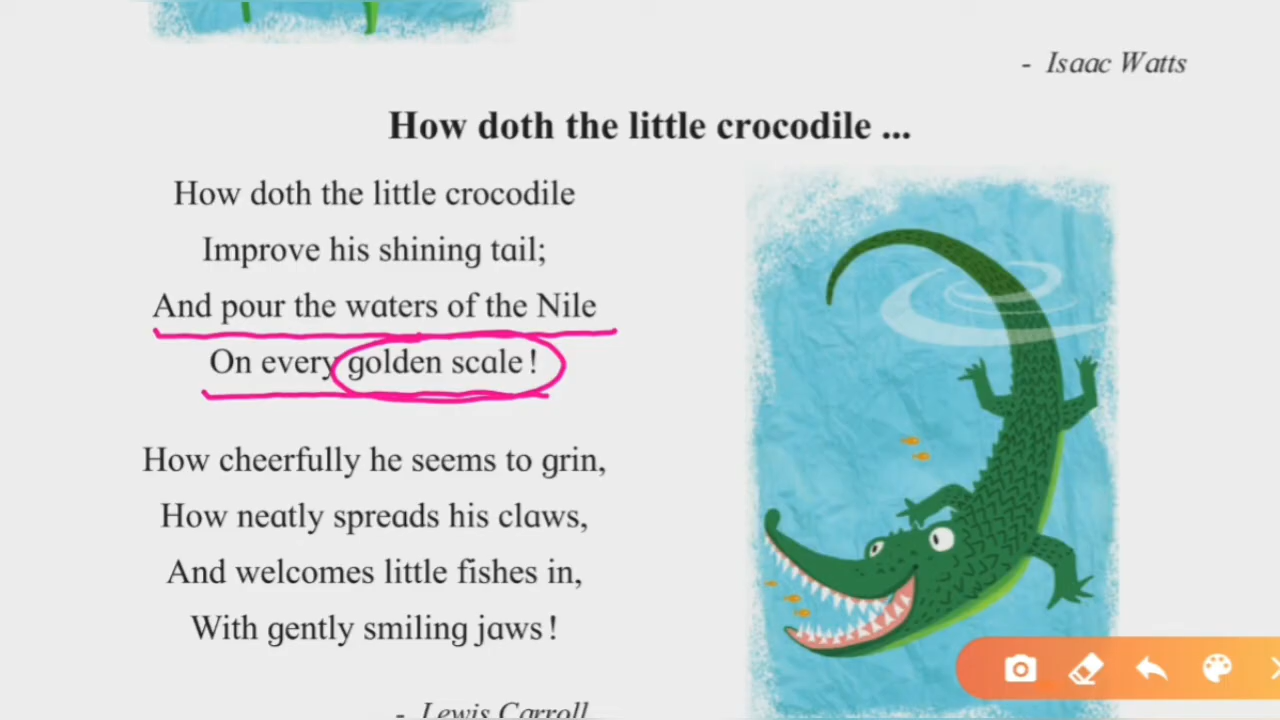 - Isaac Watts
How doth the little crocodile ...
How doth the little crocodile
Improve his shining tail;
And pour the waters of the Nile
On every golden scale!
How cheerfully he seems to grin,
How neatly spreads his claws,
And welcomes little fishes in,
With gently smiling jaws!
- Lewis Carroll